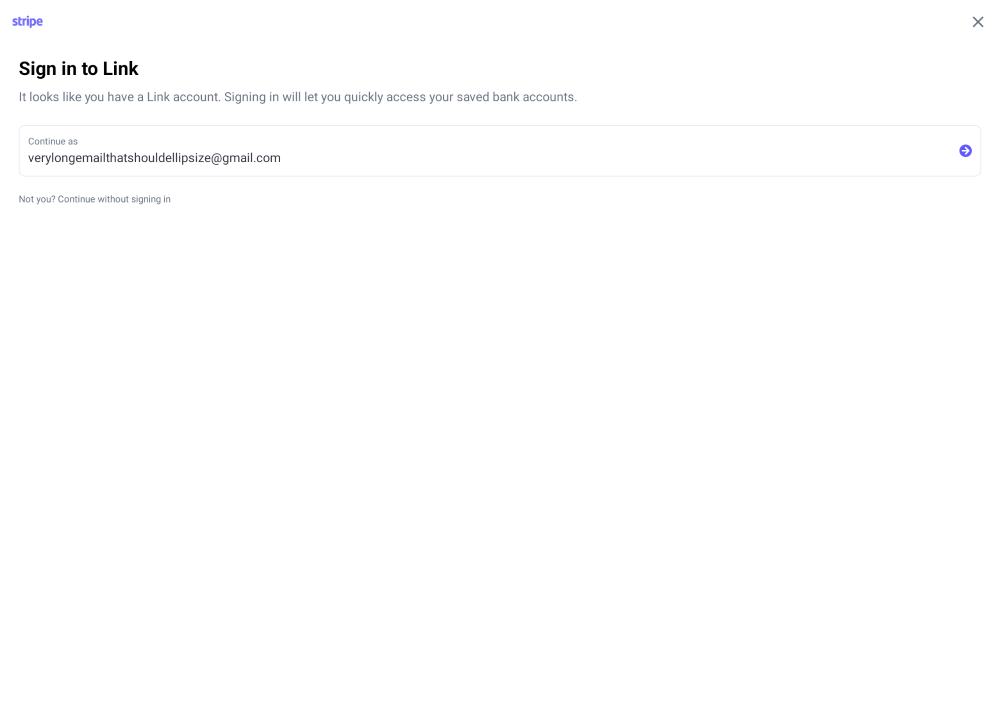 stripe
Sign in to Link
It looks like you have a Link account. Signing in will let you quickly access your saved bank accounts.
Continue as
verylongemailthatshouldellipsize@gmail.com
Not you? Continue without signing in